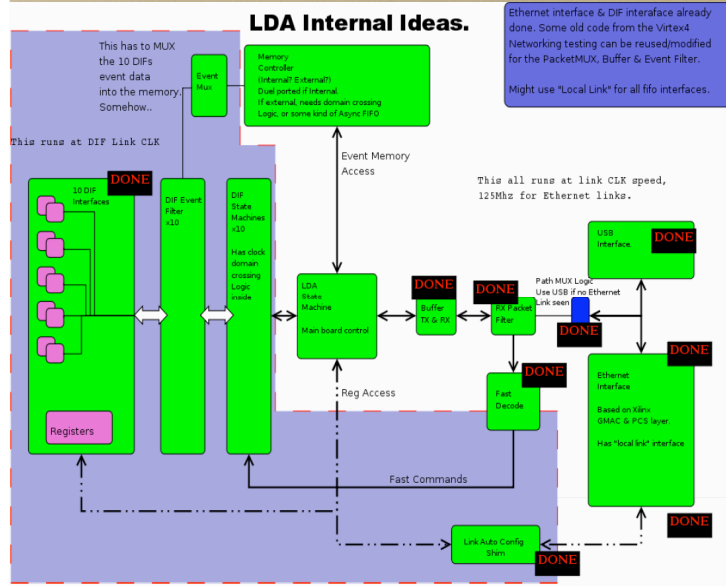 LDA Internal Ideas.
Ethernet interface & DIF interaface already
done. Some old code from the Virtex4
Networking testing can be reused/modified
for the PacketMUX, Buffer & Event Filter.
Might use "Local Link" for all fifo interfaces.
This has to MUX
the 10 DIFs
event data
into the memory.
Somehow..
Event
Mux
Memory
Controller
(Internal? External?)
Duel ported if Internal.
If external, needs domain crossing
Logic, or some kind of Async FIFO
This runs at DIF Link CLK
Event Memory
Access
This all runs at link CLK speed,
125Mhz for Ethernet links.
DONE
10 DIF
Interfaces
Registers
DIF Event
Filter
x10
DIF
State
Machines
x10
Has clock
domain
crossing
Logic
inside
LDA
State
Machine
Main board control
DONE
Buffer
TX & RX
DONE
RX Packet
Filter
Path MUX Logic
Use USB if no Ethernet
Link seen
DONE
USB
Interface.
DONE
DONE
Ethernet
Interface
Based on Xilinx
GMAC & PCS layer.
Has "local link" interface
DONE
Fast
Decode
Reg Access
Fast Commands
Link Auto Config
Shim
DONE
DONE